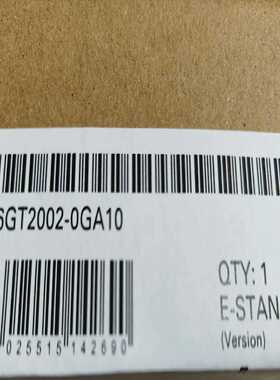 6GT2002-0GA10
QTY: 1
E-STAN
(Version)
025515 142690